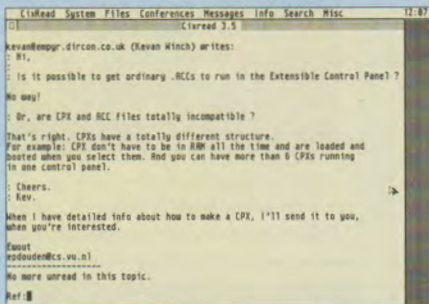 CixRead System Files Conferences Messages Info Search Misc 12:07
Cixread 3.5
kevan@empyr.dircon.co.uk (Kevan Winch) writes:
: Hi,
:
: Is it possible to get ordinary .ACCs to run in the Extensible Control Panel ?
No way!
: Or, are CPX and ACC files totally incompatible ?
That's right. CPXs have a totally different structure.
For example: CPX don't have to be in RAM all the time and are loaded and
booted when you select them. And you can have more than 6 CPXs running
in one control panel.
: Cheers.
: Kev.
When I have detailed info about how to make a CPX, I'll send it to you,
when you're interested.
Ewout
epdouden@cs.vu.nl
--------------------
No more unread in this topic.
Ref: